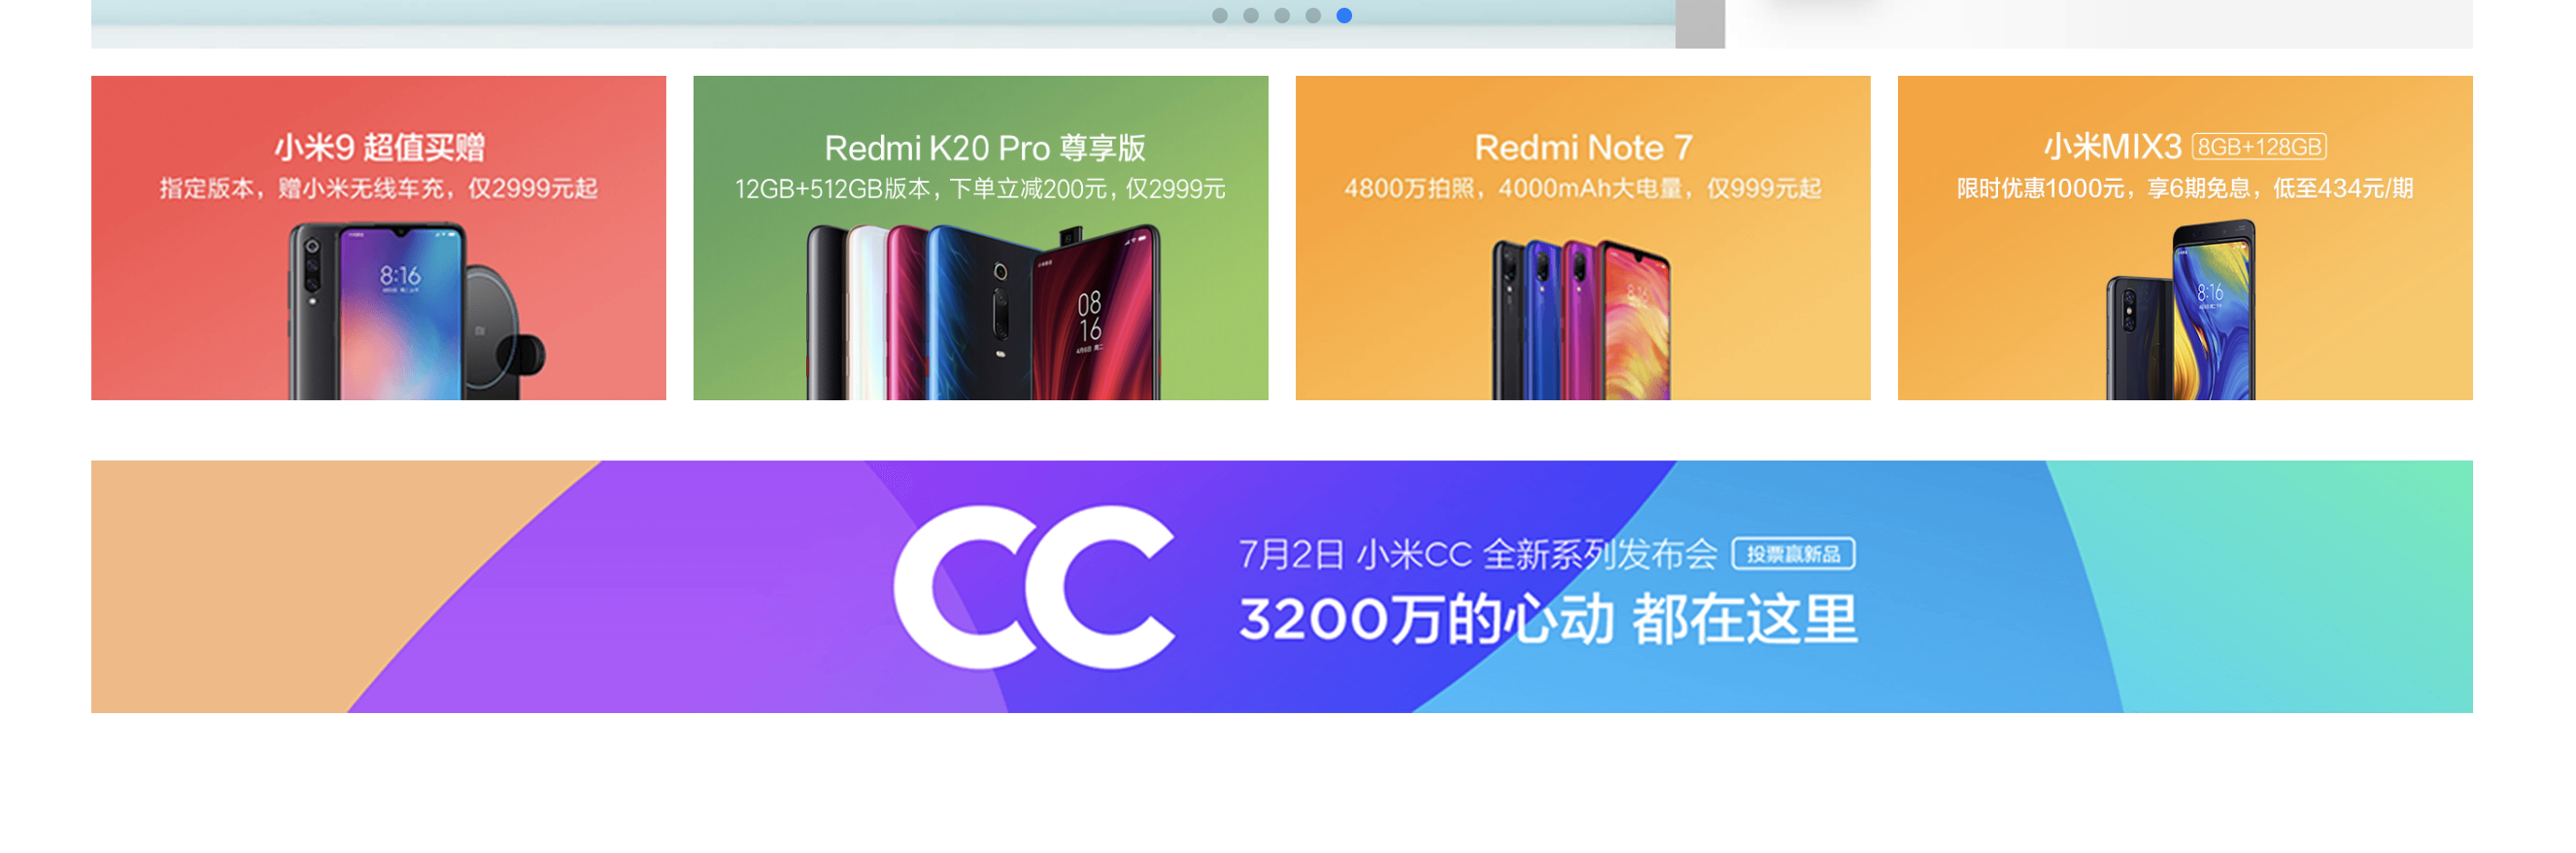 小米9 超值买赠
指定版本，赠小米无线车充，仅2999元起
8:16
Redmi K20 Pro 尊享版
12GB+512GB版本，下单立减200元，仅2999元
08
16
Redmi Note 7
4800万拍照，4000mAh大电量，仅999元起
8:16
小米MIX3 8GB+128GB
限时优惠1000元，享6期免息，低至434元/期
8:16
CC
7月2日 小米CC 全新系列发布会 投票赢新品
3200万的心动 都在这里